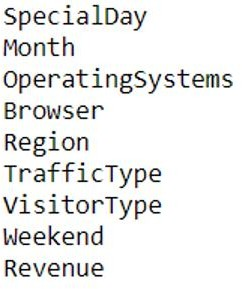 SpecialDay
Month
OperatingSystems
Browser
Region
TrafficType
VisitorType
Weekend
Revenue